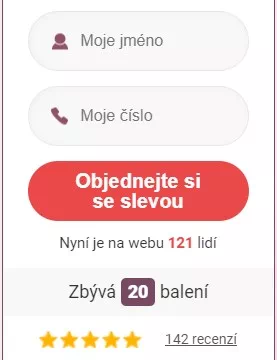 Moje jméno
Moje číslo
Objednejte si
se slevou
Nyní je na webu 121 lidí
Zbývá 20 balení
142 recenzí